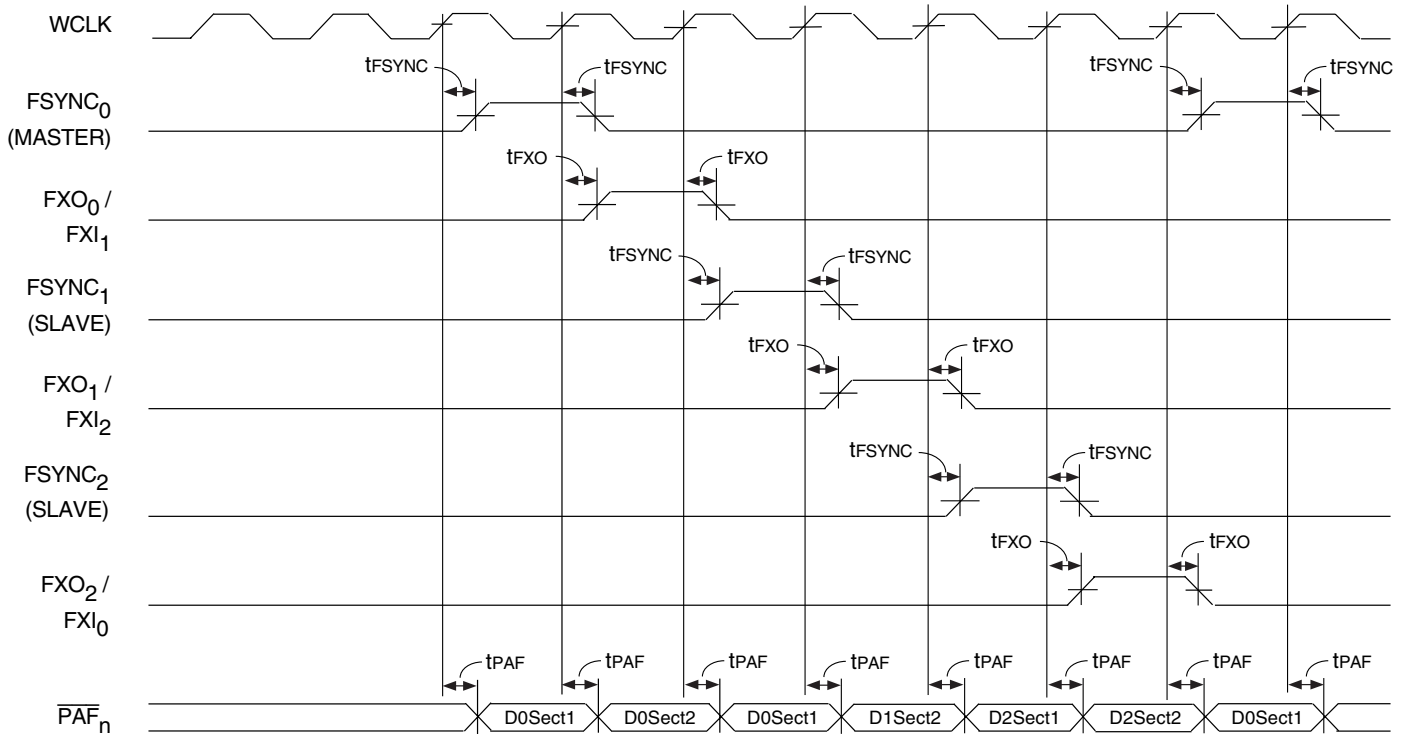 WCLK
tFSYNC tFSYNC tFSYNC tFSYNC
FSYNC0
(MASTER)
tFXO tFXO
FXO0 /
FXI1
tFSYNC tFSYNC
FSYNC1
(SLAVE)
tFXO tFXO
FXO1 /
FXI2
tFSYNC tFSYNC
FSYNC2
(SLAVE)
tFXO tFXO
FXO2 /
FXI0
tPAF tPAF tPAF tPAF tPAF tPAF tPAF tPAF
PAFn
D0Sect1 D0Sect2 D0Sect1 D1Sect2 D2Sect1 D2Sect2 D0Sect1